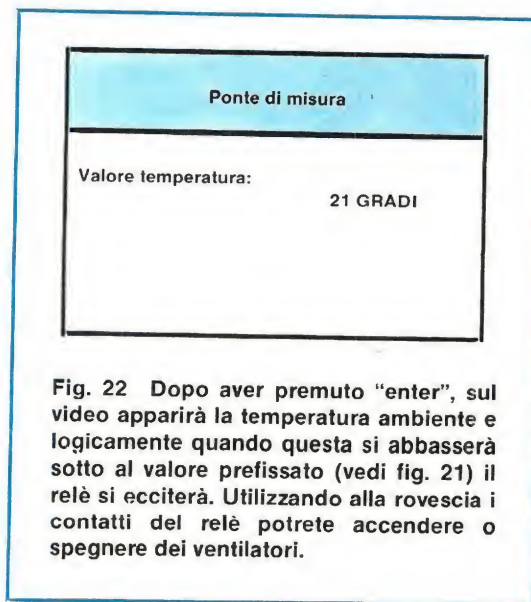 Ponte di misura
Valore temperatura:
21 GRADI
Fig. 22 Dopo aver premuto "enter", sul
video apparirà la temperatura ambiente e
logicamente quando questa si abbasserà
sotto al valore prefissato (vedi fig. 21) il
relè si ecciterà. Utilizzando alla rovescia i
contatti del relè potrete accendere o
spegnere dei ventilatori.